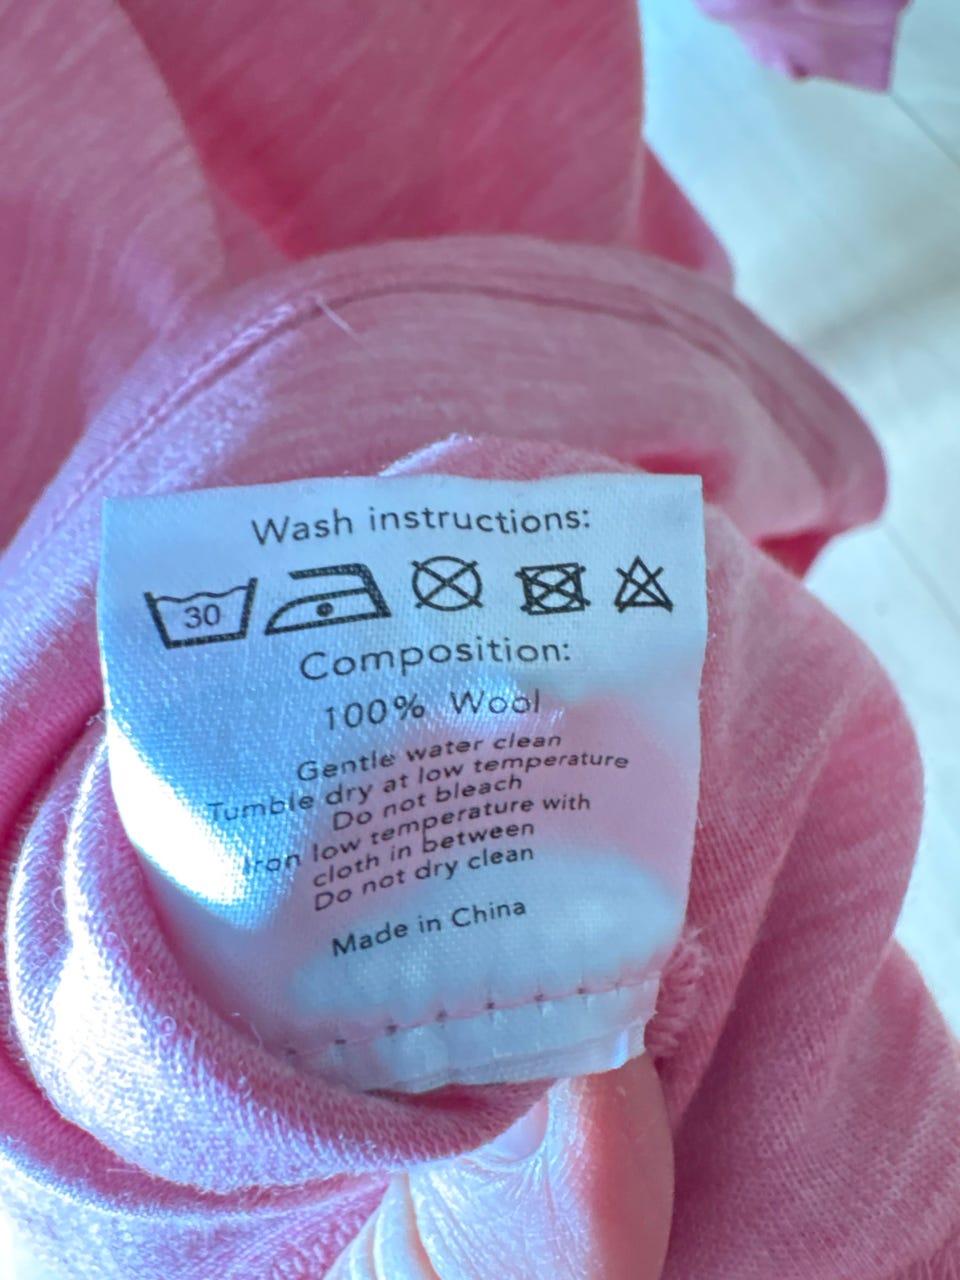 Wash instructions:
30
Composition:
100% Wool
Gentle water clean
Tumble dry at low temperature
Do not bleach
Iron low temperature with
cloth in between
Do not dry clean
Made in China